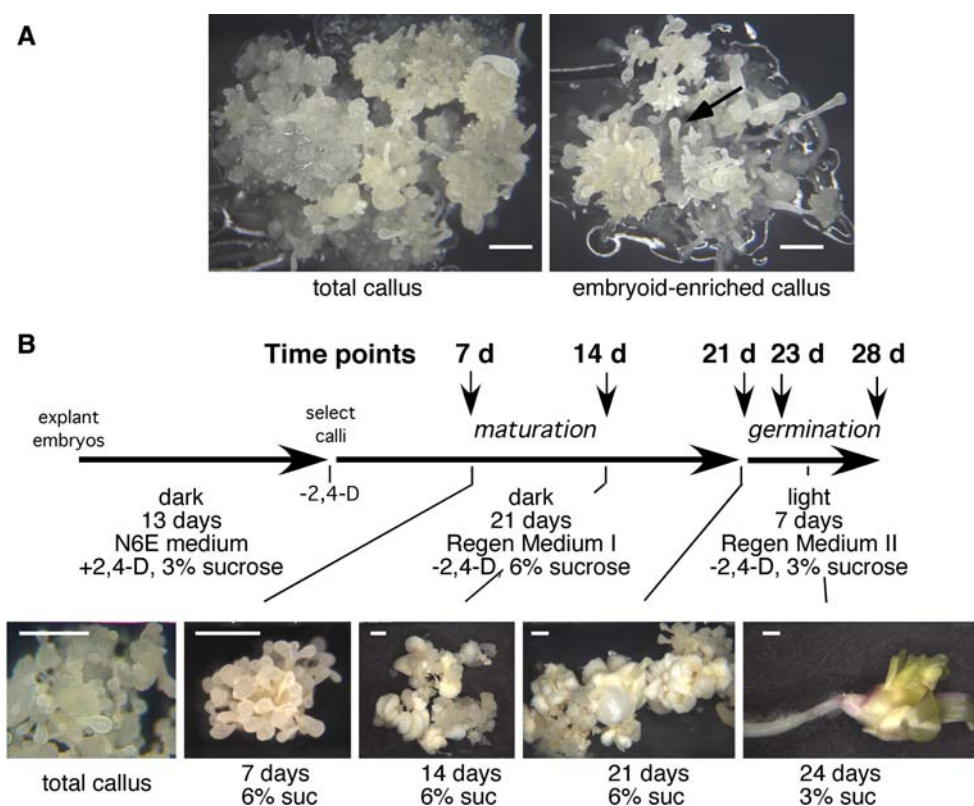 A
total callus
embryoid-enriched callus
B
Time points
7 d
14 d
21 d
23 d
28 d
explant
embryos
select
calli
maturation
germination
-2,4-D
dark
13 days
N6E medium
+2,4-D, 3% sucrose
dark
21 days
Regen Medium I
-2,4-D, 6% sucrose
light
7 days
Regen Medium II
-2,4-D, 3% sucrose
total callus
7 days
6% suc
14 days
6% suc
21 days
6% suc
24 days
3% suc